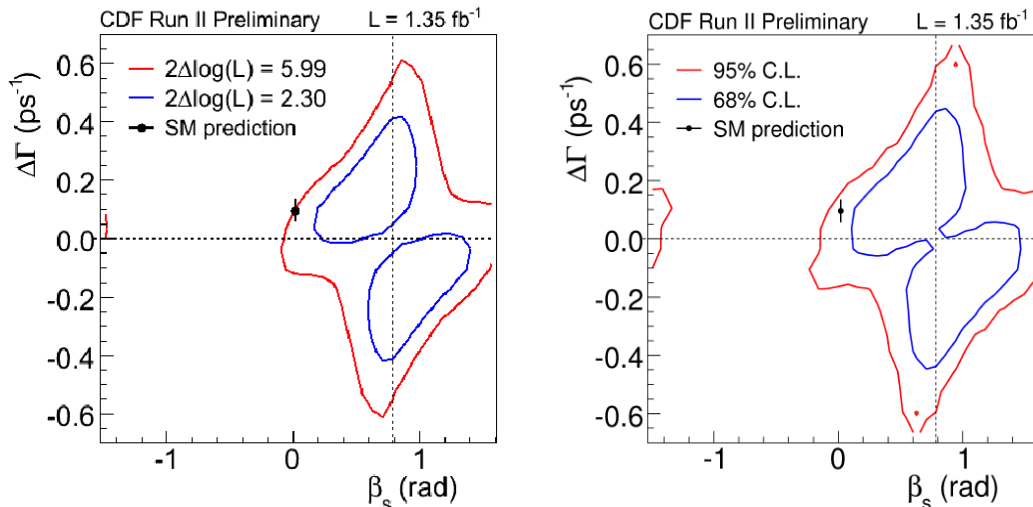 CDF Run II Preliminary L = 1.35 fb⁻¹
2Δlog(L) = 5.99
2Δlog(L) = 2.30
SM prediction
ΔΓ (ps⁻¹)
0.6
0.4
0.2
0.0
-0.2
-0.4
-0.6
-1 0 1
βₛ (rad)
CDF Run II Preliminary L = 1.35 fb⁻¹
95% C.L.
68% C.L.
SM prediction
ΔΓ (ps⁻¹)
0.6
0.4
0.2
0.0
-0.2
-0.4
-0.6
-1 0 1
βₛ (rad)